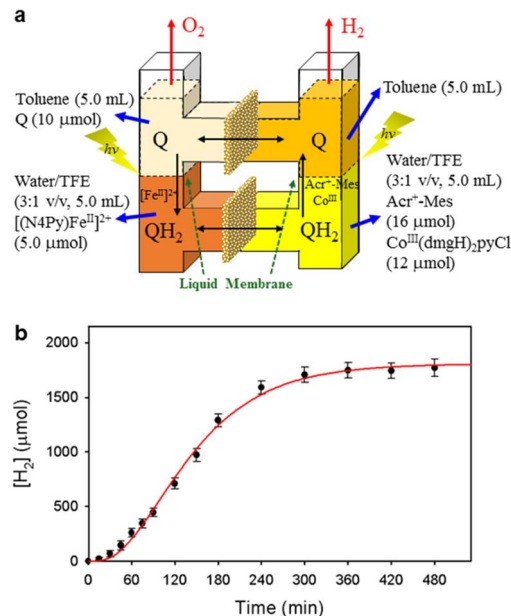 a
O₂
H₂
Toluene (5.0 mL)
Q (10 μmol)
Toluene (5.0 mL)
Q
Q
hν
hν
Water/TFE
(3:1 v/v, 5.0 mL)
[(N4Py)Feᴵᴵ]²⁺
(5.0 μmol)
[Feᴵᴵ]²⁺
Acr⁺-Mes
Coᴵᴵᴵ
Water/TFE
(3:1 v/v, 5.0 mL)
Acr⁺-Mes
(16 μmol)
Coᴵᴵᴵ(dmgH)₂pyCl
(12 μmol)
QH₂
QH₂
Liquid Membrane
b
2000
1500
1000
500
0
[H₂] (μmol)
0 60 120 180 240 300 360 420 480
Time (min)